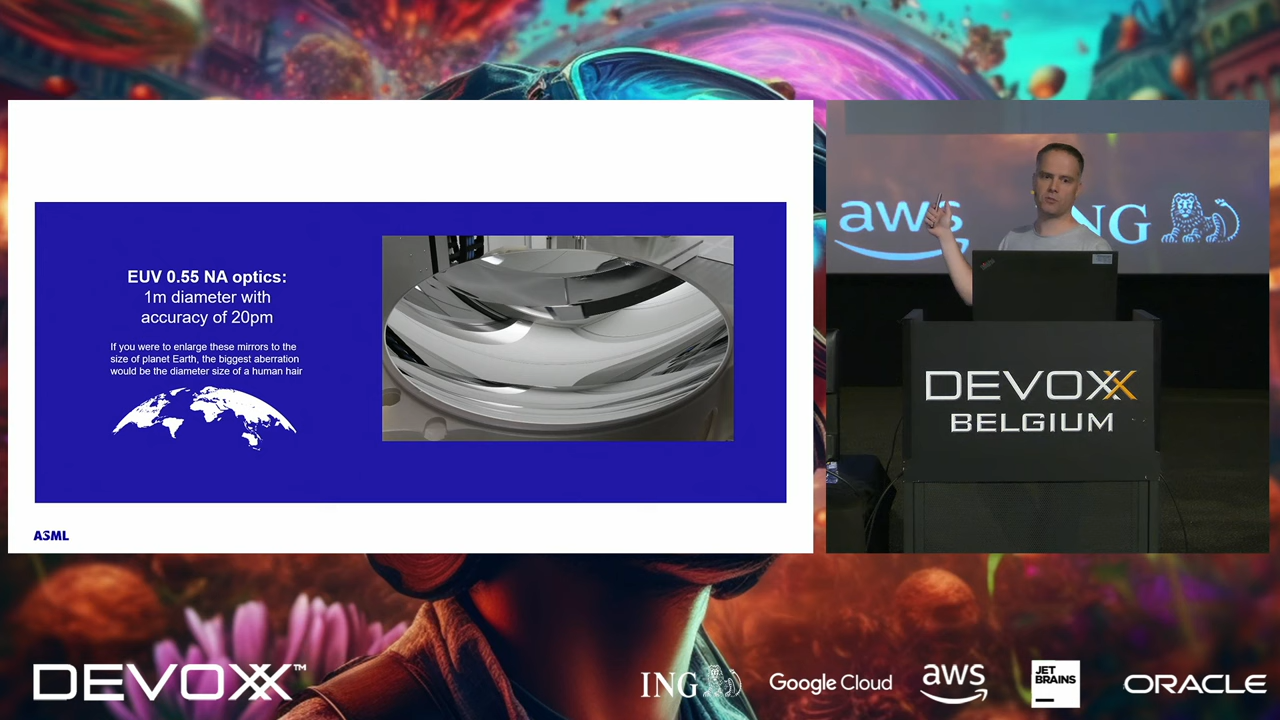 EUV 0.55 NA optics:
1m diameter with
accuracy of 20pm
If you were to enlarge these mirrors to the
size of planet Earth, the biggest aberration
would be the diameter size of a human hair
ASML
aws
NG
DEVOXX
BELGIUM
DEVOXX™
ING
Google Cloud
aws
JET
BRAINS
ORACLE